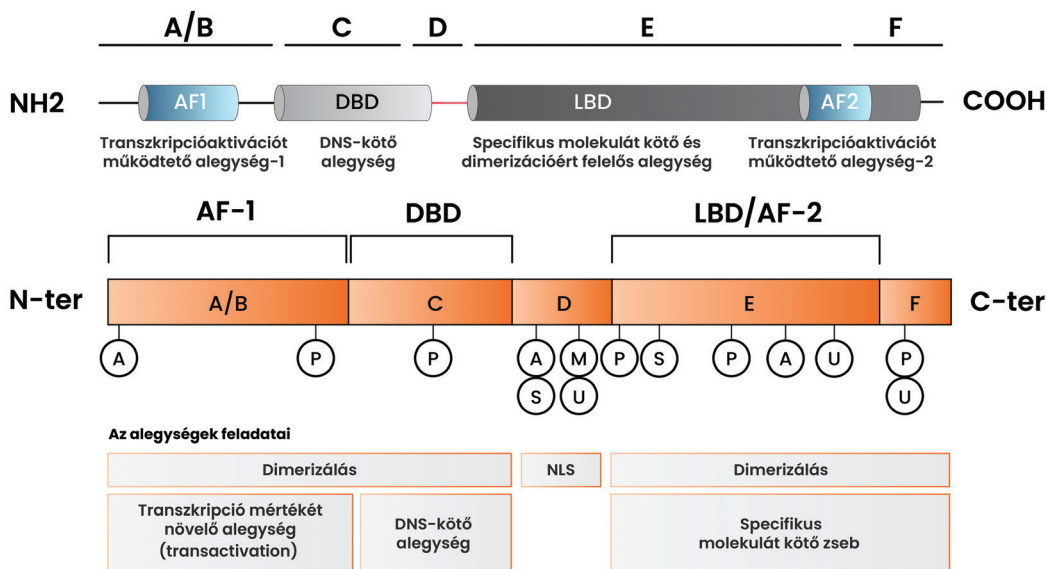 A/B C D E F
NH2 AF1 DBD LBD AF2 COOH
Transzkripcióaktivációt
működtető alegység-1
DNS-kötő
alegység
Specifikus molekulát kötő és
dimerizációért felelős alegység
Transzkripcióaktivációt
működtető alegység-2
AF-1 DBD LBD/AF-2
N-ter A/B C D E F C-ter
A P P A M P S P A U P
S U U
Az alegységek feladatai
Dimerizálás NLS Dimerizálás
Transzkripció mértékét
növelő alegység
(transactivation)
DNS-kötő
alegység
Specifikus
molekulát kötő zseb